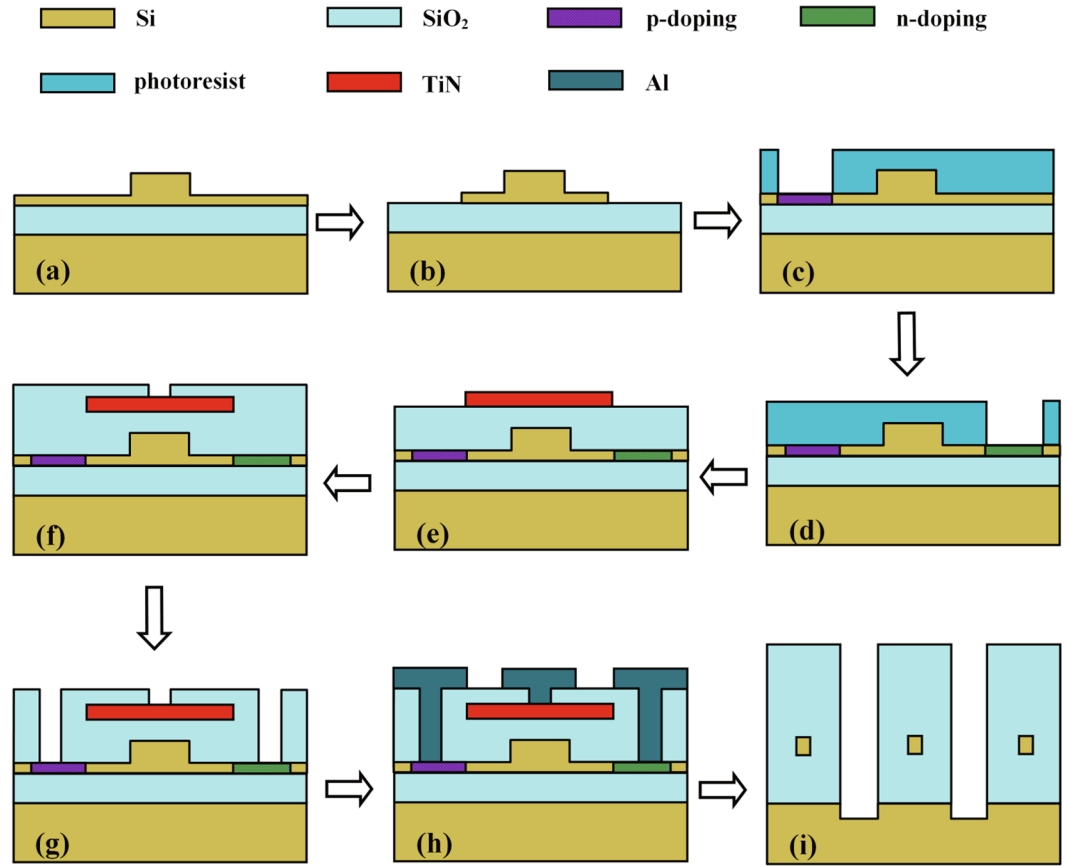 Si SiO₂ p-doping n-doping
photoresist TiN Al
(a) (b) (c)
(f) (e) (d)
(g) (h) (i)